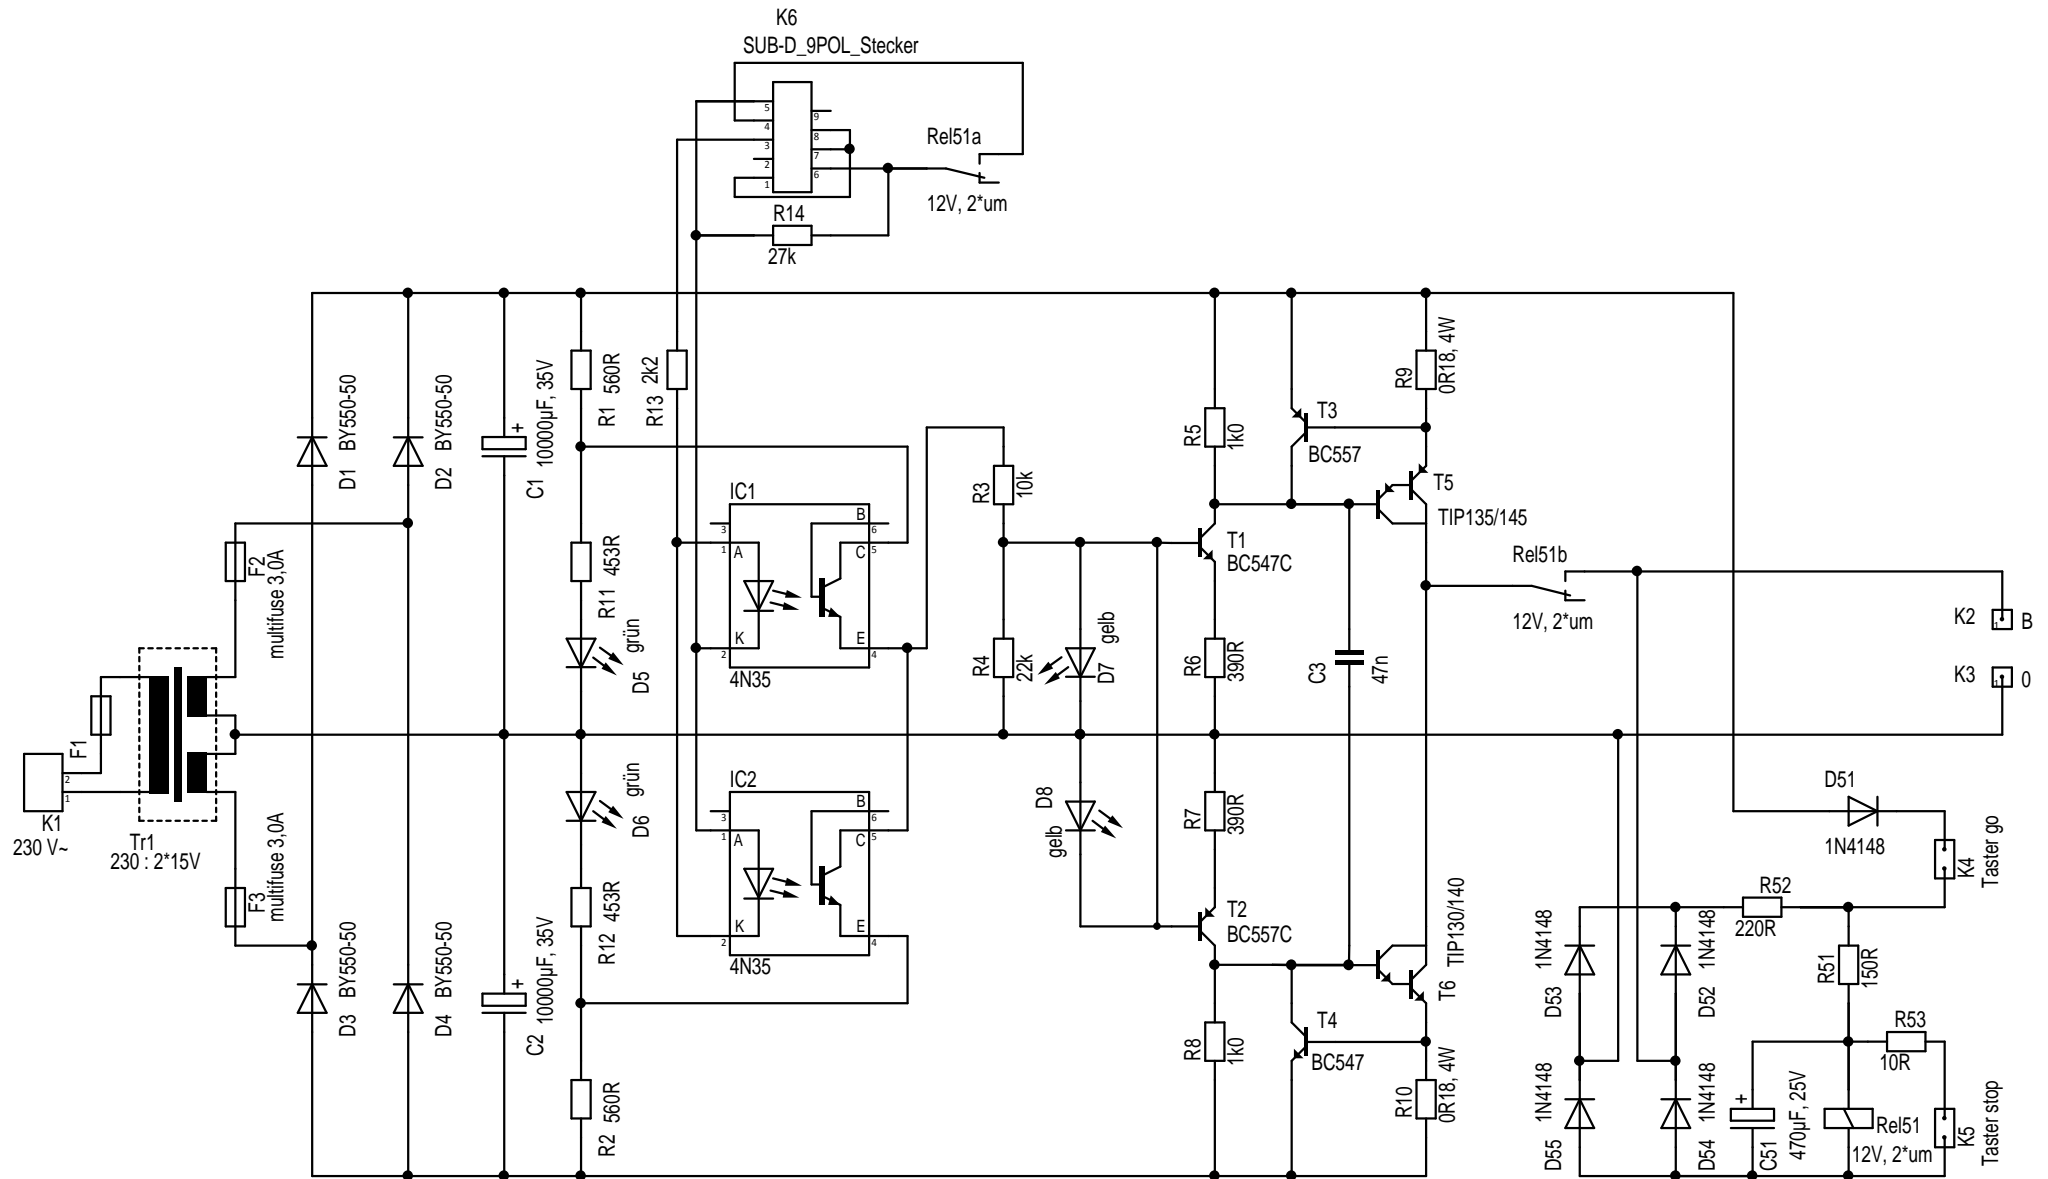 K6
SUB-D_9POL_Stecker
5
4
3
2
1
9
8
7
6
Rel51a
12V, 2*um
R14
27k
D1 BY550-50
D2 BY550-50
C1 10000µF, 35V
+
R1 560R
R13 2k2
R11 453R
D5 grün
F2
multifuse 3,0A
F1
K1
230 V~
2
1
Tr1
230 : 2*15V
F3
multifuse 3,0A
D3 BY550-50
D4 BY550-50
C2 10000µF, 35V
+
D6 grün
R12 453R
R2 560R
IC1
3
1
2
A
K
B
C
E
6
5
4
4N35
IC2
3
1
2
A
K
B
C
E
6
5
4
4N35
R3 10k
R4 22k
D7 gelb
D8
gelb
R5 1k0
T1
BC547C
R6 390R
R7 390R
T2
BC557C
R8 1k0
T3
BC557
R9 0R18, 4W
T5
TIP135/145
C3 47n
T6 TIP130/140
T4
BC547
R10 0R18, 4W
Rel51b
12V, 2*um
K2
1
B
K3
1
0
D51
1N4148
K4
Taster go
R52
220R
D53 1N4148
D52 1N4148
R51 150R
R53
10R
D55 1N4148
D54 1N4148
C51 470µF, 25V
+
Rel51
12V, 2*um
K5
Taster stop